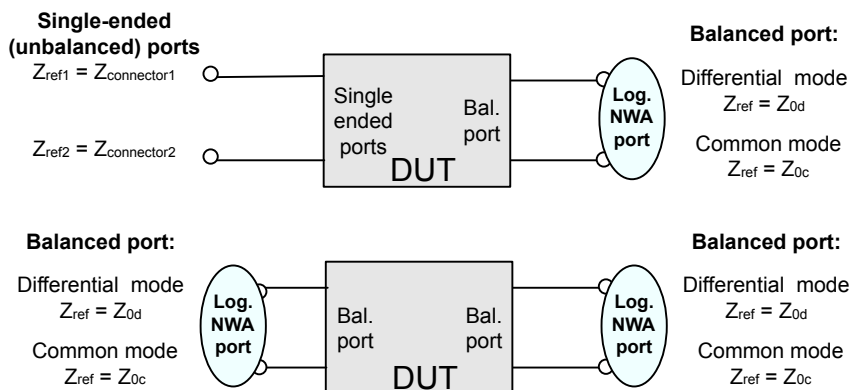 Single-ended
(unbalanced) ports
Zref1 = Zconnector1
Zref2 = Zconnector2
Single
ended
ports
Bal.
port
DUT
Log.
NWA
port
Balanced port:
Differential mode
Zref = Z0d
Common mode
Zref = Z0c
Balanced port:
Differential mode
Zref = Z0d
Common mode
Zref = Z0c
Log.
NWA
port
Bal.
port
Bal.
port
DUT
Log.
NWA
port
Balanced port:
Differential mode
Zref = Z0d
Common mode
Zref = Z0c